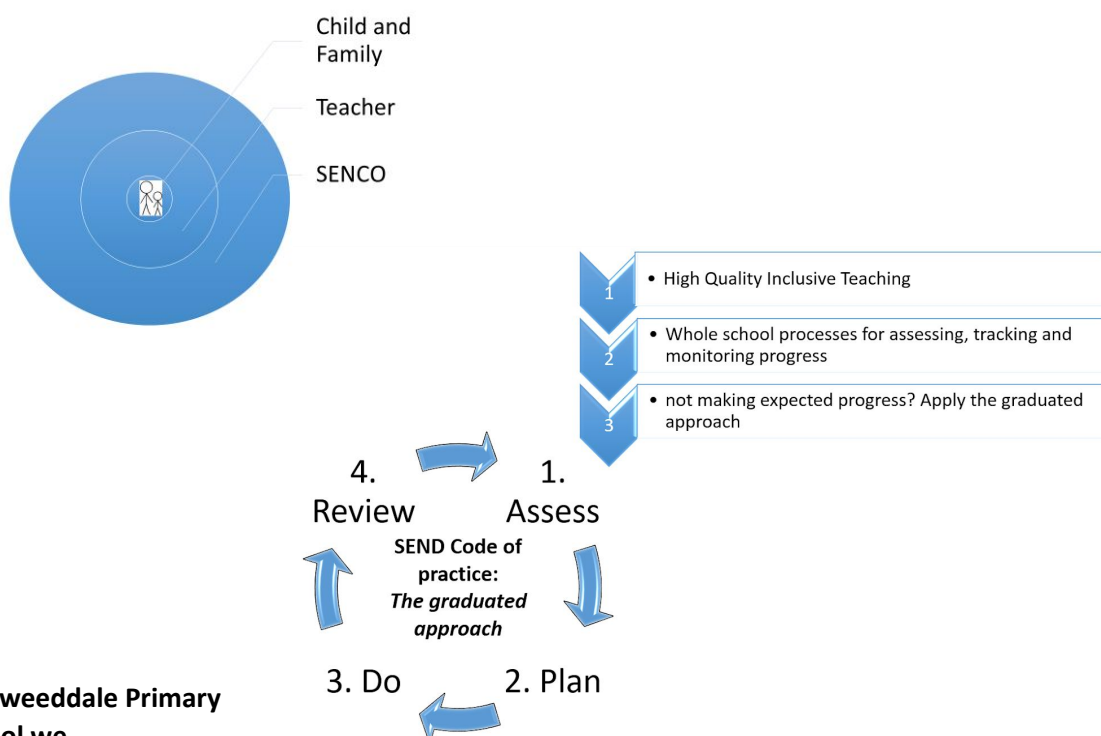 Child and
Family
Teacher
SENCO
1
• High Quality Inclusive Teaching
2
• Whole school processes for assessing, tracking and
monitoring progress
3
• not making expected progress? Apply the graduated
approach
4.
Review
1.
Assess
SEND Code of
practice:
The graduated
approach
3. Do
2. Plan
weeddale Primary
ol we